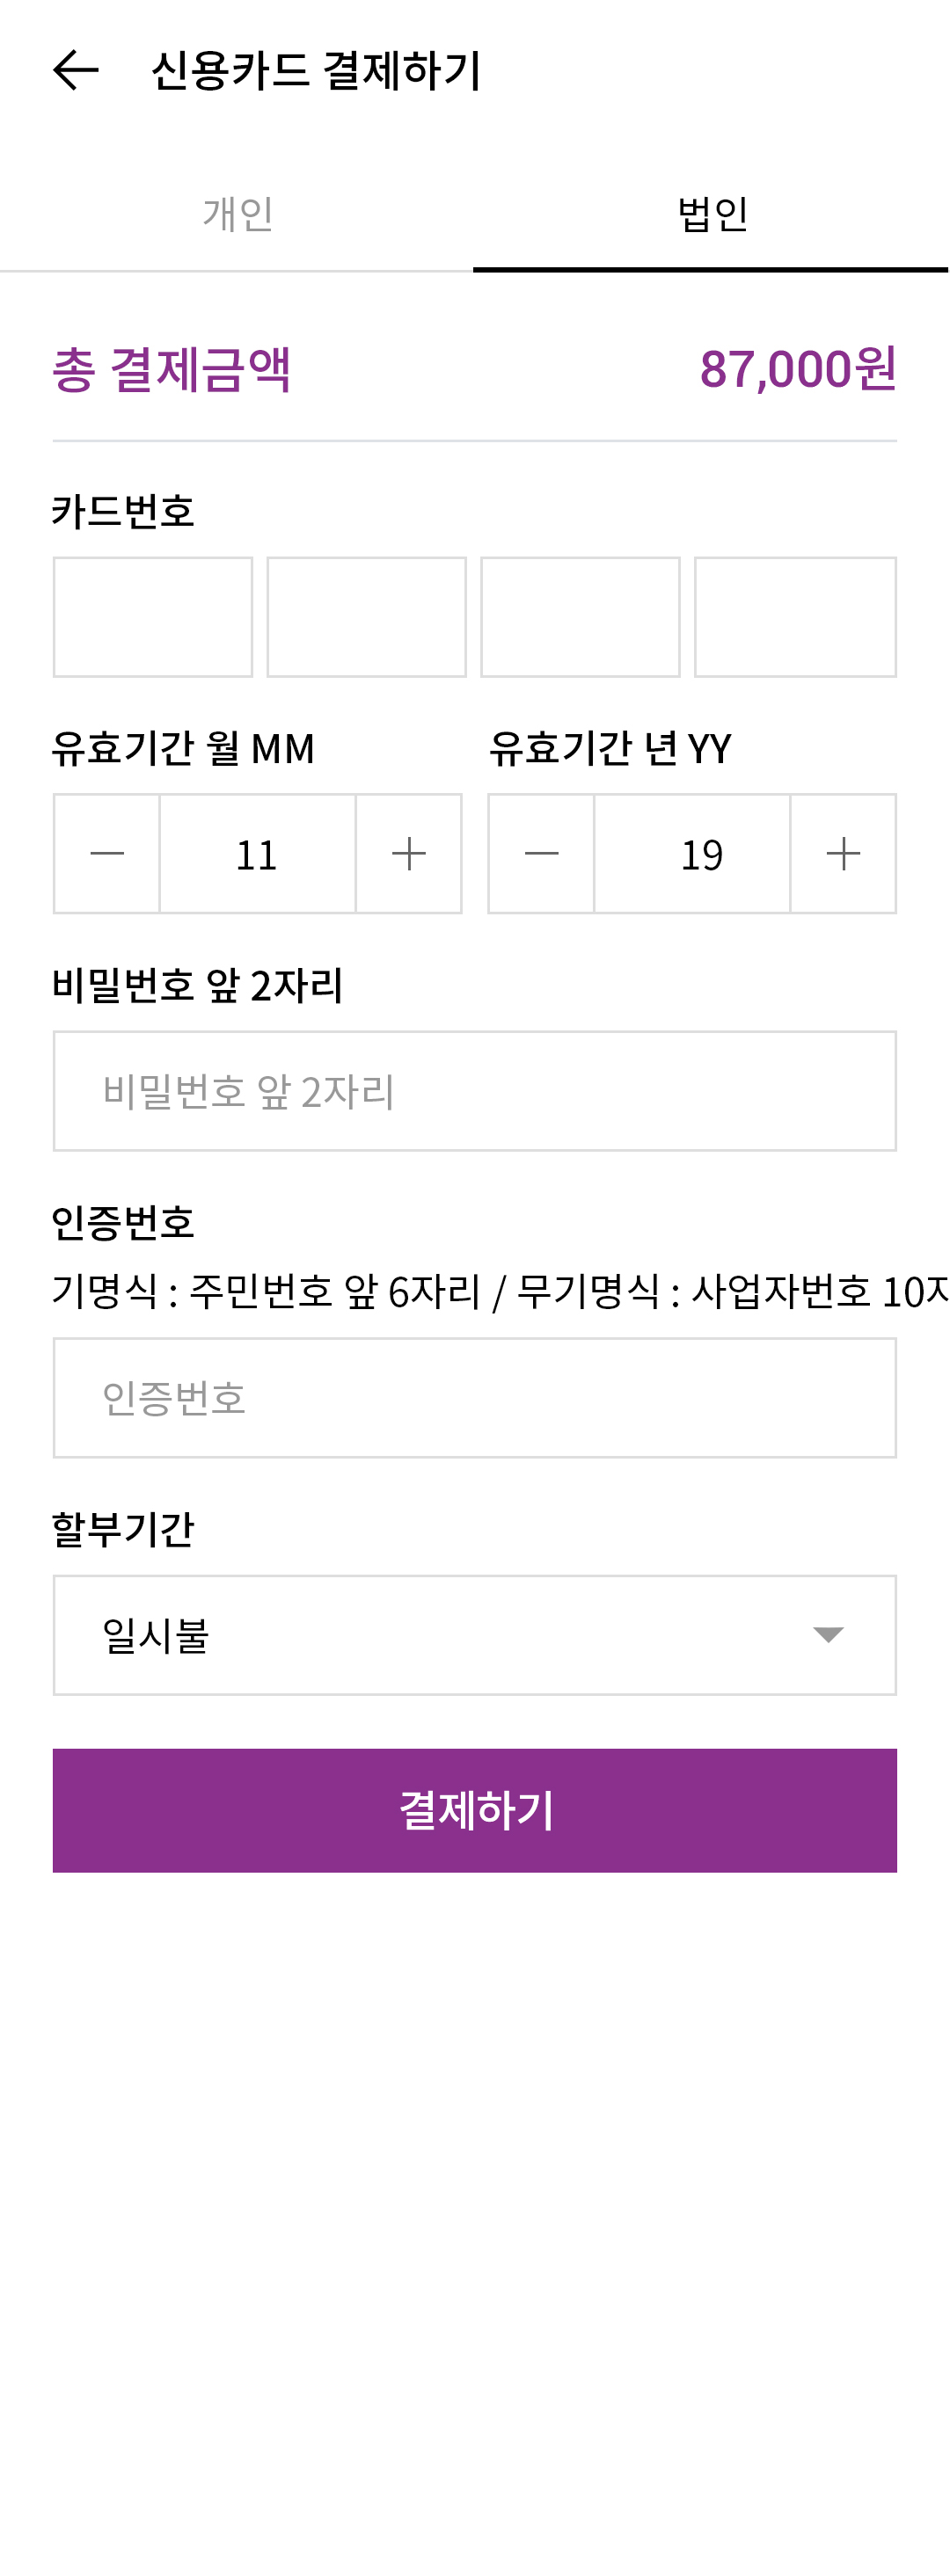 신용카드 결제하기
개인
법인
총 결제금액 87,000원
카드번호
유효기간 월 MM
유효기간 년 YY
11
19
비밀번호 앞 2자리
비밀번호 앞 2자리
인증번호
기명식 : 주민번호 앞 6자리 / 무기명식 : 사업자번호 10
인증번호
할부기간
일시불
결제하기